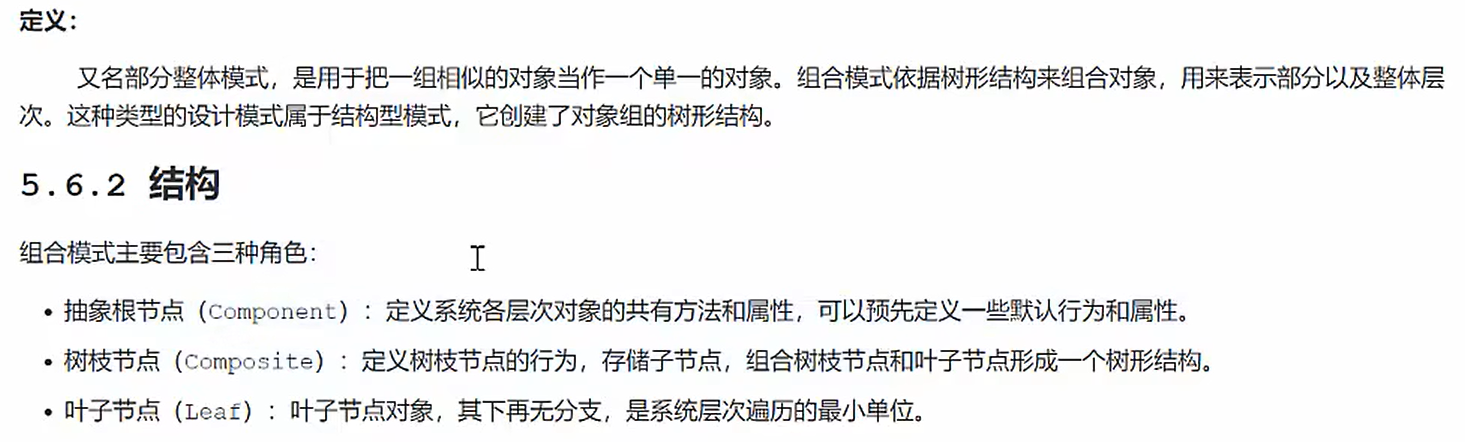 定义：
又名部分整体模式，是用于把一组相似的对象当作一个单一的对象。组合模式依据树形结构来组合对象，用来表示部分以及整体层
次。这种类型的设计模式属于结构型模式，它创建了对象组的树形结构。
5.6.2 结构
组合模式主要包含三种角色：
• 抽象根节点（Component）：定义系统各层次对象的共有方法和属性，可以预先定义一些默认行为和属性。
• 树枝节点（Composite）：定义树枝节点的行为，存储子节点，组合树枝节点和叶子节点形成一个树形结构。
• 叶子节点（Leaf）：叶子节点对象，其下再无分支，是系统层次遍历的最小单位。